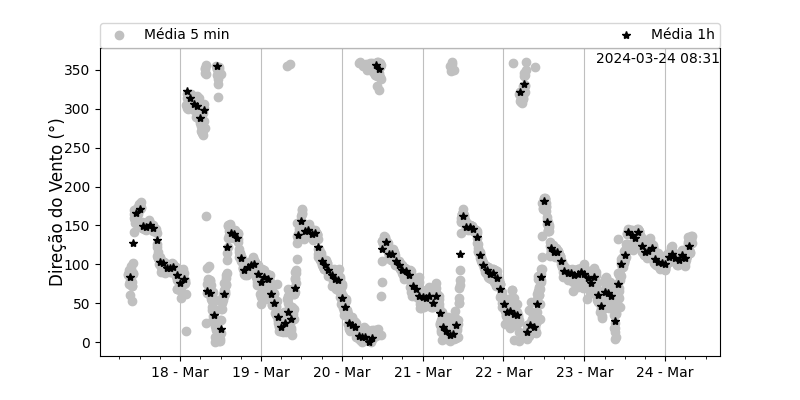 Média 5 min
Média 1h
2024-03-24 08:31
Direção do Vento (°)
350
300
250
200
150
100
50
0
18 - Mar
19 - Mar
20 - Mar
21 - Mar
22 - Mar
23 - Mar
24 - Mar